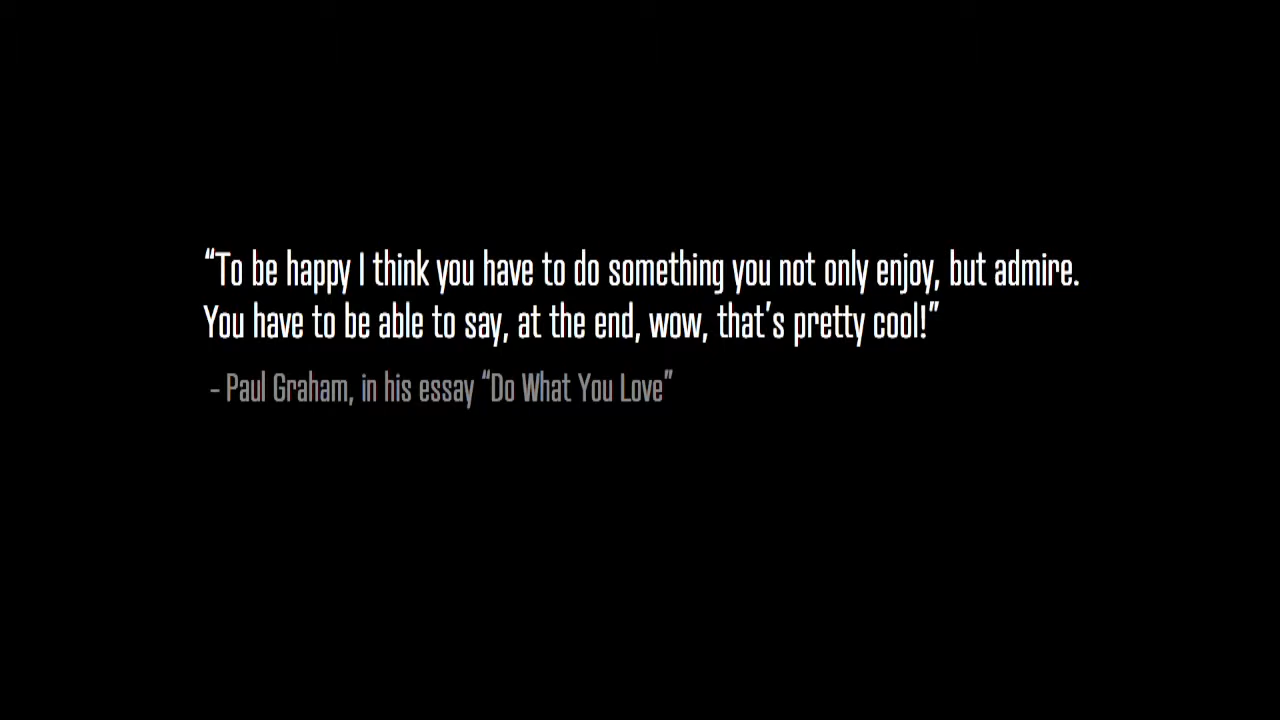 “To be happy I think you have to do something you not only enjoy, but admire.
You have to be able to say, at the end, wow, that’s pretty cool!”
- Paul Graham, in his essay “Do What You Love”